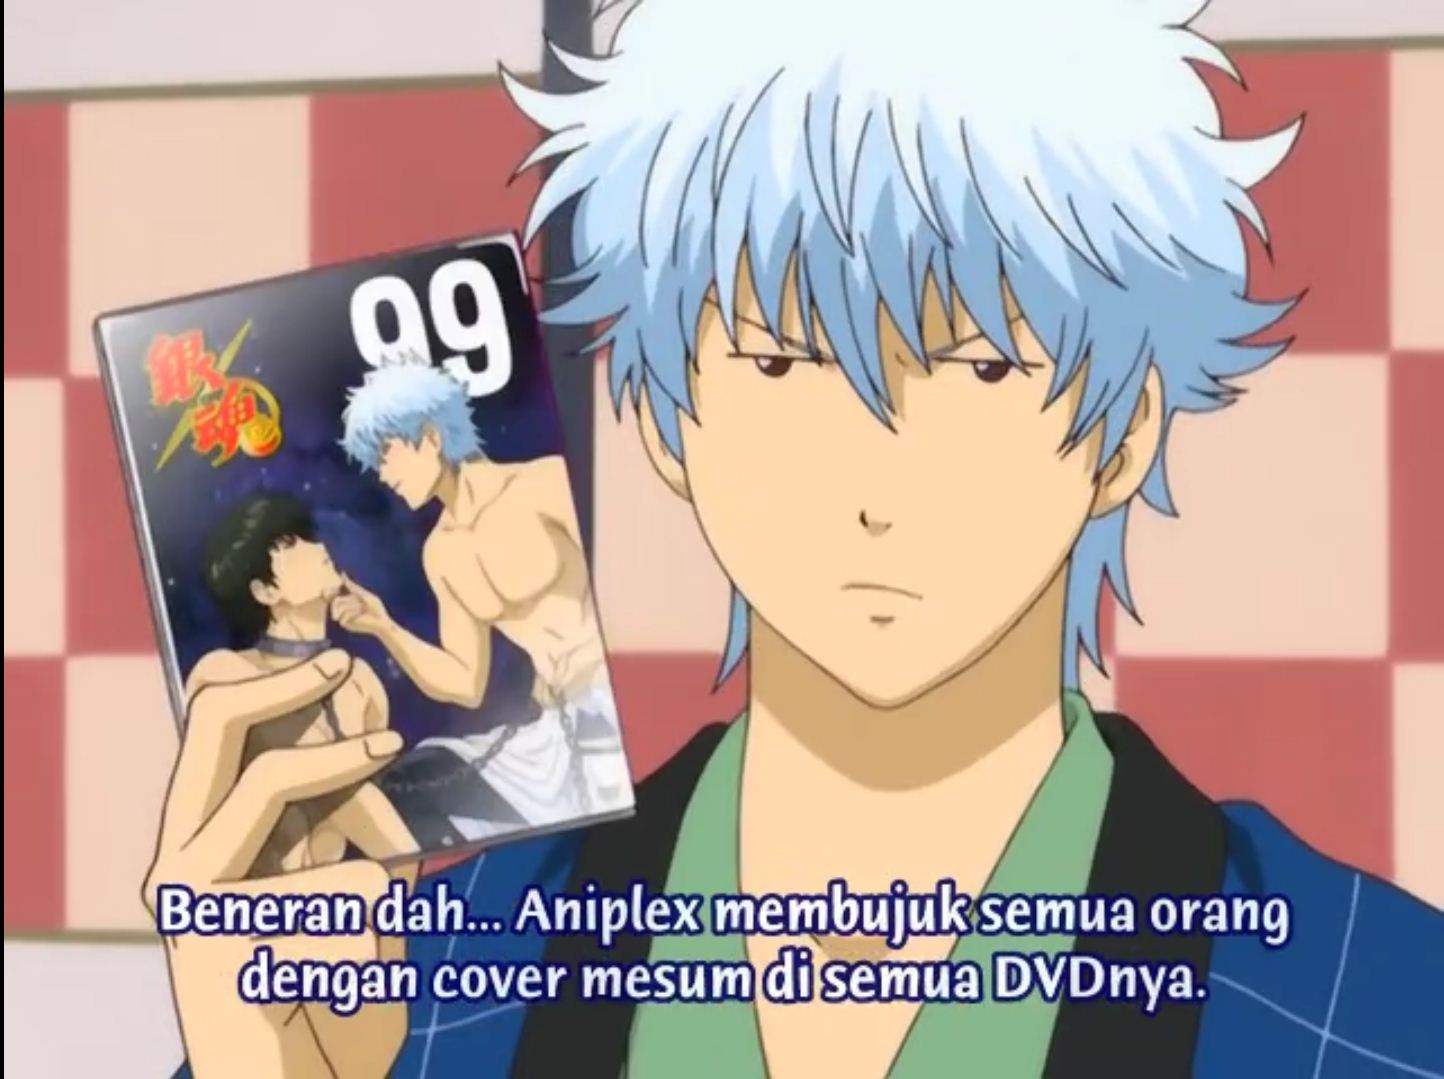 99
銀
魂
Beneran dah... Aniplex membujuk semua orang
dengan cover mesum di semua DVDnya.